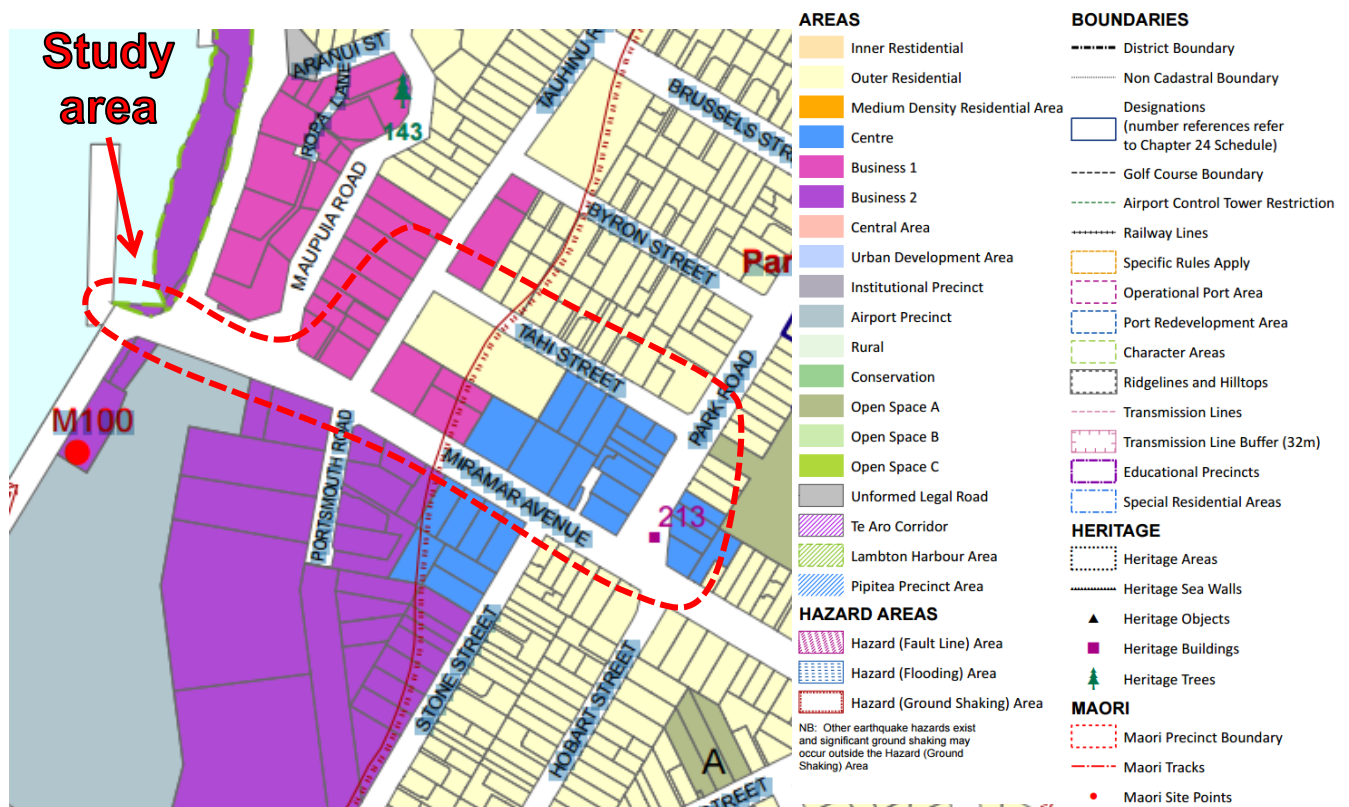 Study
area
ARANUI ST
ROPA LANE
143
MAUPUIA ROAD
TAUHINU R
BRUSSELS STR
BYRON STREET
Par
TAHI STREET
PARK ROAD
M100
PORTSMOUTH ROAD
MIRAMAR AVENUE
213
STONE STREET
HOBART STREET
A
TREET
AREAS
Inner Residential
Outer Residential
Medium Density Residential Area
Centre
Business 1
Business 2
Central Area
Urban Development Area
Institutional Precinct
Airport Precinct
Rural
Conservation
Open Space A
Open Space B
Open Space C
Unformed Legal Road
Te Aro Corridor
Lambton Harbour Area
Pipitea Precinct Area
HAZARD AREAS
Hazard (Fault Line) Area
Hazard (Flooding) Area
Hazard (Ground Shaking) Area
NB: Other earthquake hazards exist
and significant ground shaking may
occur outside the Hazard (Ground
Shaking) Area
BOUNDARIES
District Boundary
Non Cadastral Boundary
Designations
(number references refer
to Chapter 24 Schedule)
Golf Course Boundary
Airport Control Tower Restriction
Railway Lines
Specific Rules Apply
Operational Port Area
Port Redevelopment Area
Character Areas
Ridgelines and Hilltops
Transmission Lines
Transmission Line Buffer (32m)
Educational Precincts
Special Residential Areas
HERITAGE
Heritage Areas
Heritage Sea Walls
Heritage Objects
Heritage Buildings
Heritage Trees
MAORI
Maori Precinct Boundary
Maori Tracks
Maori Site Points